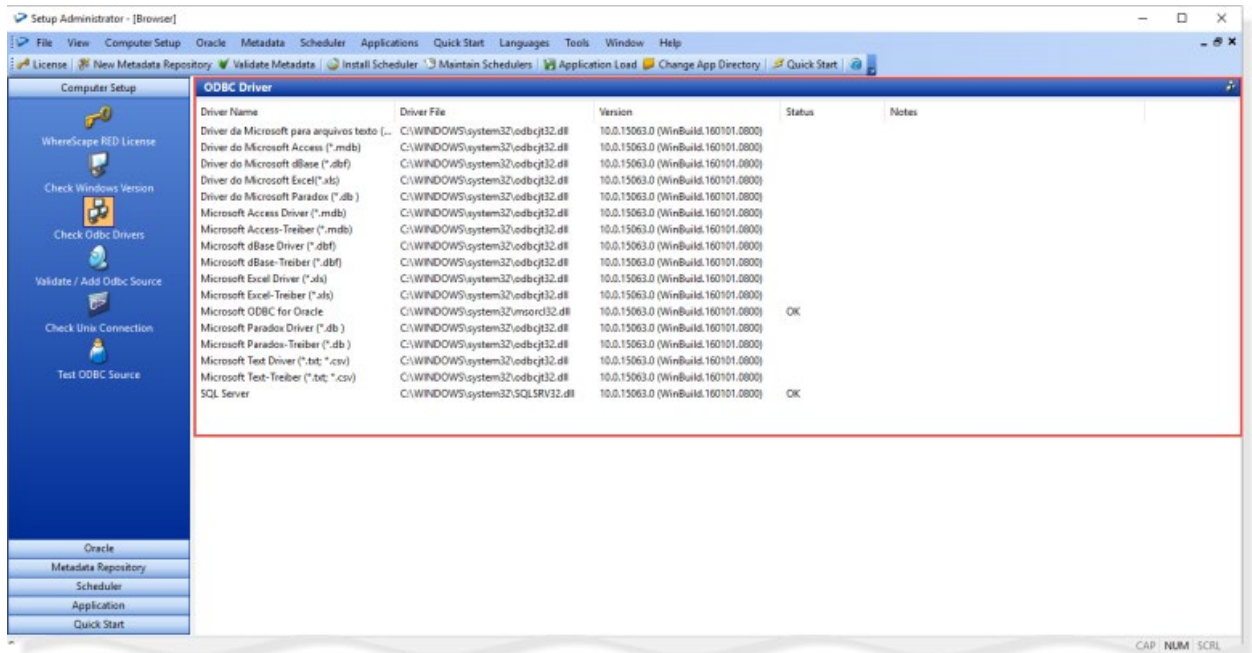 Setup Administrator - [Browser]
File View Computer Setup Oracle Metadata Scheduler Applications Quick Start Languages Tools Window Help
License New Metadata Repository Validate Metadata Install Scheduler Maintain Schedulers Application Load Change App Directory Quick Start
Computer Setup
WhereScape RED License
Check Windows Version
Check Odbc Drivers
Validate / Add Odbc Source
Check Unix Connection
Test ODBC Source
Oracle
Metadata Repository
Scheduler
Application
Quick Start
ODBC Driver
Driver Name Driver File Version Status Notes
Driver da Microsoft para arquivos texto (... C:\WINDOWS\system32\odbcjt32.dll 10.0.15063.0 (WinBuild.160101.0800)
Driver do Microsoft Access (*.mdb) C:\WINDOWS\system32\odbcjt32.dll 10.0.15063.0 (WinBuild.160101.0800)
Driver do Microsoft dBase (*.dbf) C:\WINDOWS\system32\odbcjt32.dll 10.0.15063.0 (WinBuild.160101.0800)
Driver do Microsoft Excel(*.xls) C:\WINDOWS\system32\odbcjt32.dll 10.0.15063.0 (WinBuild.160101.0800)
Driver do Microsoft Paradox (*.db ) C:\WINDOWS\system32\odbcjt32.dll 10.0.15063.0 (WinBuild.160101.0800)
Microsoft Access Driver (*.mdb) C:\WINDOWS\system32\odbcjt32.dll 10.0.15063.0 (WinBuild.160101.0800)
Microsoft Access-Treiber (*.mdb) C:\WINDOWS\system32\odbcjt32.dll 10.0.15063.0 (WinBuild.160101.0800)
Microsoft dBase Driver (*.dbf) C:\WINDOWS\system32\odbcjt32.dll 10.0.15063.0 (WinBuild.160101.0800)
Microsoft dBase-Treiber (*.dbf) C:\WINDOWS\system32\odbcjt32.dll 10.0.15063.0 (WinBuild.160101.0800)
Microsoft Excel Driver (*.xls) C:\WINDOWS\system32\odbcjt32.dll 10.0.15063.0 (WinBuild.160101.0800)
Microsoft Excel-Treiber (*.xls) C:\WINDOWS\system32\odbcjt32.dll 10.0.15063.0 (WinBuild.160101.0800)
Microsoft ODBC for Oracle C:\WINDOWS\system32\msorcl32.dll 10.0.15063.0 (WinBuild.160101.0800) OK
Microsoft Paradox Driver (*.db ) C:\WINDOWS\system32\odbcjt32.dll 10.0.15063.0 (WinBuild.160101.0800)
Microsoft Paradox-Treiber (*.db ) C:\WINDOWS\system32\odbcjt32.dll 10.0.15063.0 (WinBuild.160101.0800)
Microsoft Text Driver (*.txt; *.csv) C:\WINDOWS\system32\odbcjt32.dll 10.0.15063.0 (WinBuild.160101.0800)
Microsoft Text-Treiber (*.txt; *.csv) C:\WINDOWS\system32\odbcjt32.dll 10.0.15063.0 (WinBuild.160101.0800)
SQL Server C:\WINDOWS\system32\SQLSRV32.dll 10.0.15063.0 (WinBuild.160101.0800) OK
CAP NUM SCRL